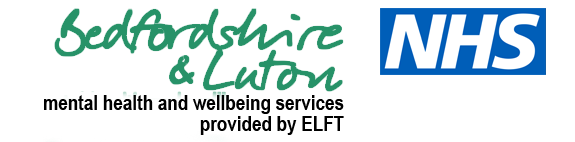 Bedfordshire
& Luton
NHS
mental health and wellbeing services
provided by ELFT